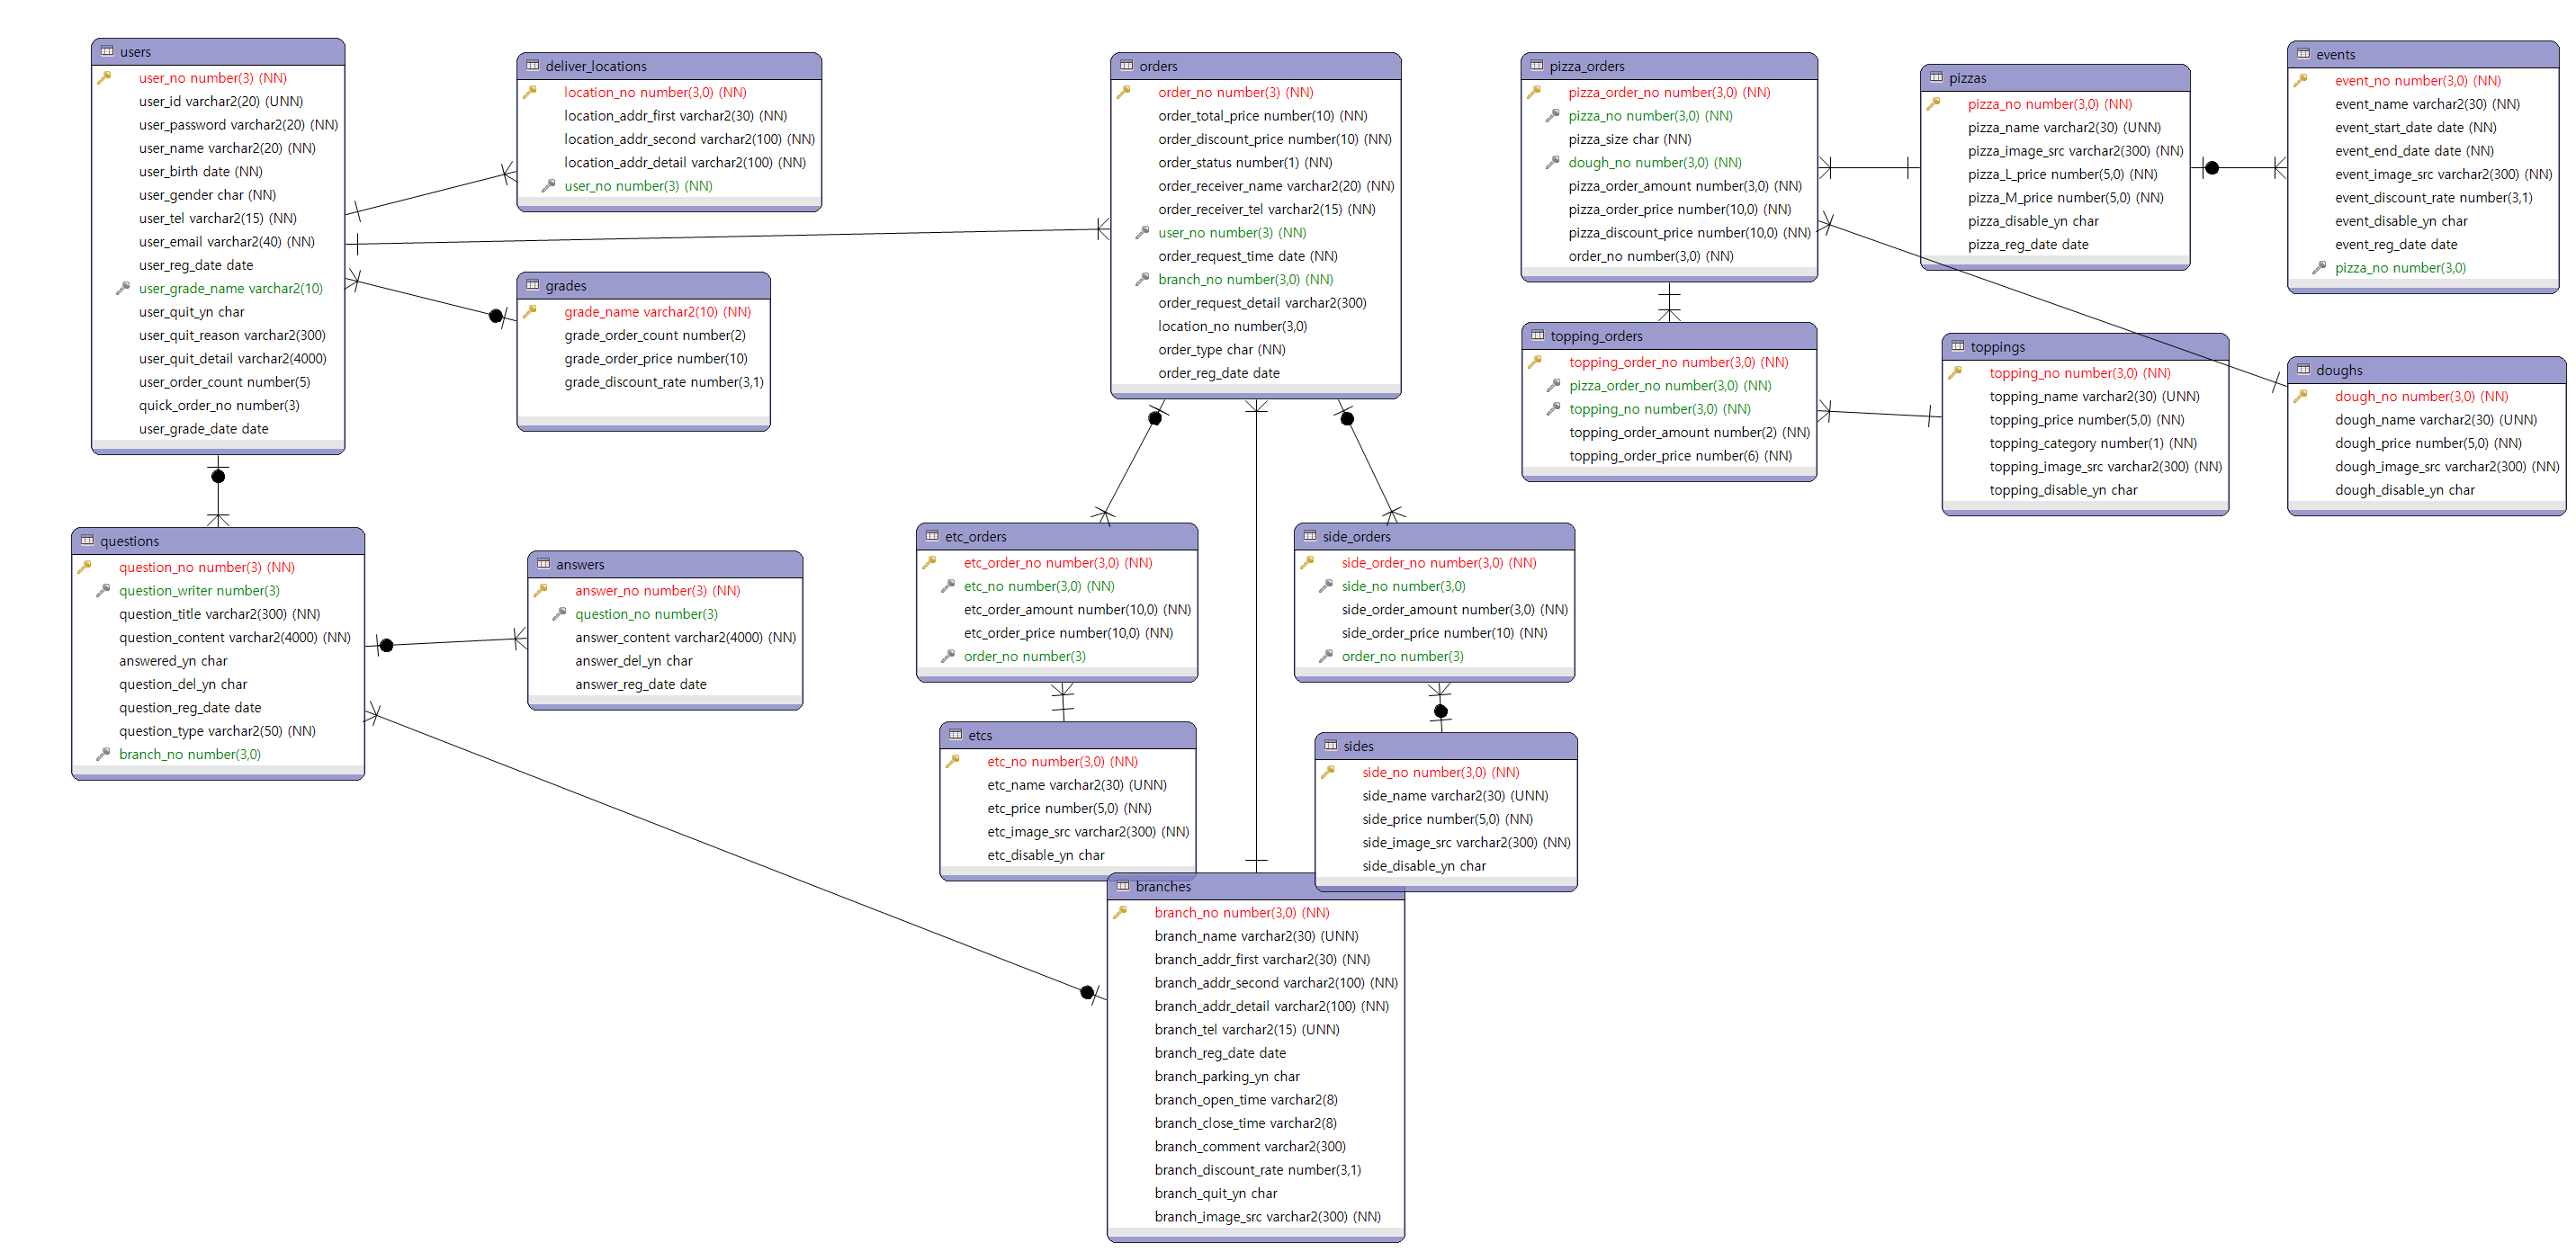 users
user_no number(3) (NN)
user_id varchar2(20) (UNN)
user_password varchar2(20) (NN)
user_name varchar2(20) (NN)
user_birth date (NN)
user_gender char (NN)
user_tel varchar2(15) (NN)
user_email varchar2(40) (NN)
user_reg_date date
user_grade_name varchar2(10)
user_quit_yn char
user_quit_reason varchar2(300)
user_quit_detail varchar2(4000)
user_order_count number(5)
quick_order_no number(3)
user_grade_date date
deliver_locations
location_no number(3,0) (NN)
location_addr_first varchar2(30) (NN)
location_addr_second varchar2(100) (NN)
location_addr_detail varchar2(100) (NN)
user_no number(3) (NN)
grades
grade_name varchar2(10) (NN)
grade_order_count number(2)
grade_order_price number(10)
grade_discount_rate number(3,1)
orders
order_no number(3) (NN)
order_total_price number(10) (NN)
order_discount_price number(10) (NN)
order_status number(1) (NN)
order_receiver_name varchar2(20) (NN)
order_receiver_tel varchar2(15) (NN)
user_no number(3) (NN)
order_request_time date (NN)
branch_no number(3,0) (NN)
order_request_detail varchar2(300)
location_no number(3,0)
order_type char (NN)
order_reg_date date
pizza_orders
pizza_order_no number(3,0) (NN)
pizza_no number(3,0) (NN)
pizza_size char (NN)
dough_no number(3,0) (NN)
pizza_order_amount number(3,0) (NN)
pizza_order_price number(10,0) (NN)
pizza_discount_price number(10,0) (NN)
order_no number(3,0) (NN)
pizzas
pizza_no number(3,0) (NN)
pizza_name varchar2(30) (UNN)
pizza_image_src varchar2(300) (NN)
pizza_L_price number(5,0) (NN)
pizza_M_price number(5,0) (NN)
pizza_disable_yn char
pizza_reg_date date
events
event_no number(3,0) (NN)
event_name varchar2(30) (NN)
event_start_date date (NN)
event_end_date date (NN)
event_image_src varchar2(300) (NN)
event_discount_rate number(3,1)
event_disable_yn char
event_reg_date date
pizza_no number(3,0)
topping_orders
topping_order_no number(3,0) (NN)
pizza_order_no number(3,0) (NN)
topping_no number(3,0) (NN)
topping_order_amount number(2) (NN)
topping_order_price number(6) (NN)
toppings
topping_no number(3,0) (NN)
topping_name varchar2(30) (UNN)
topping_price number(5,0) (NN)
topping_category number(1) (NN)
topping_image_src varchar2(300) (NN)
topping_disable_yn char
doughs
dough_no number(3,0) (NN)
dough_name varchar2(30) (UNN)
dough_price number(5,0) (NN)
dough_image_src varchar2(300) (NN)
dough_disable_yn char
questions
question_no number(3) (NN)
question_writer number(3)
question_title varchar2(300) (NN)
question_content varchar2(4000) (NN)
answered_yn char
question_del_yn char
question_reg_date date
question_type varchar2(50) (NN)
branch_no number(3,0)
answers
answer_no number(3) (NN)
question_no number(3)
answer_content varchar2(4000) (NN)
answer_del_yn char
answer_reg_date date
etc_orders
etc_order_no number(3,0) (NN)
etc_no number(3,0) (NN)
etc_order_amount number(10,0) (NN)
etc_order_price number(10,0) (NN)
order_no number(3)
side_orders
side_order_no number(3,0) (NN)
side_no number(3,0)
side_order_amount number(3,0) (NN)
side_order_price number(10) (NN)
order_no number(3)
etcs
etc_no number(3,0) (NN)
etc_name varchar2(30) (UNN)
etc_price number(5,0) (NN)
etc_image_src varchar2(300) (NN)
etc_disable_yn char
sides
side_no number(3,0) (NN)
side_name varchar2(30) (UNN)
side_price number(5,0) (NN)
side_image_src varchar2(300) (NN)
side_disable_yn char
branches
branch_no number(3,0) (NN)
branch_name varchar2(30) (UNN)
branch_addr_first varchar2(30) (NN)
branch_addr_second varchar2(100) (NN)
branch_addr_detail varchar2(100) (NN)
branch_tel varchar2(15) (UNN)
branch_reg_date date
branch_parking_yn char
branch_open_time varchar2(8)
branch_close_time varchar2(8)
branch_comment varchar2(300)
branch_discount_rate number(3,1)
branch_quit_yn char
branch_image_src varchar2(300) (NN)